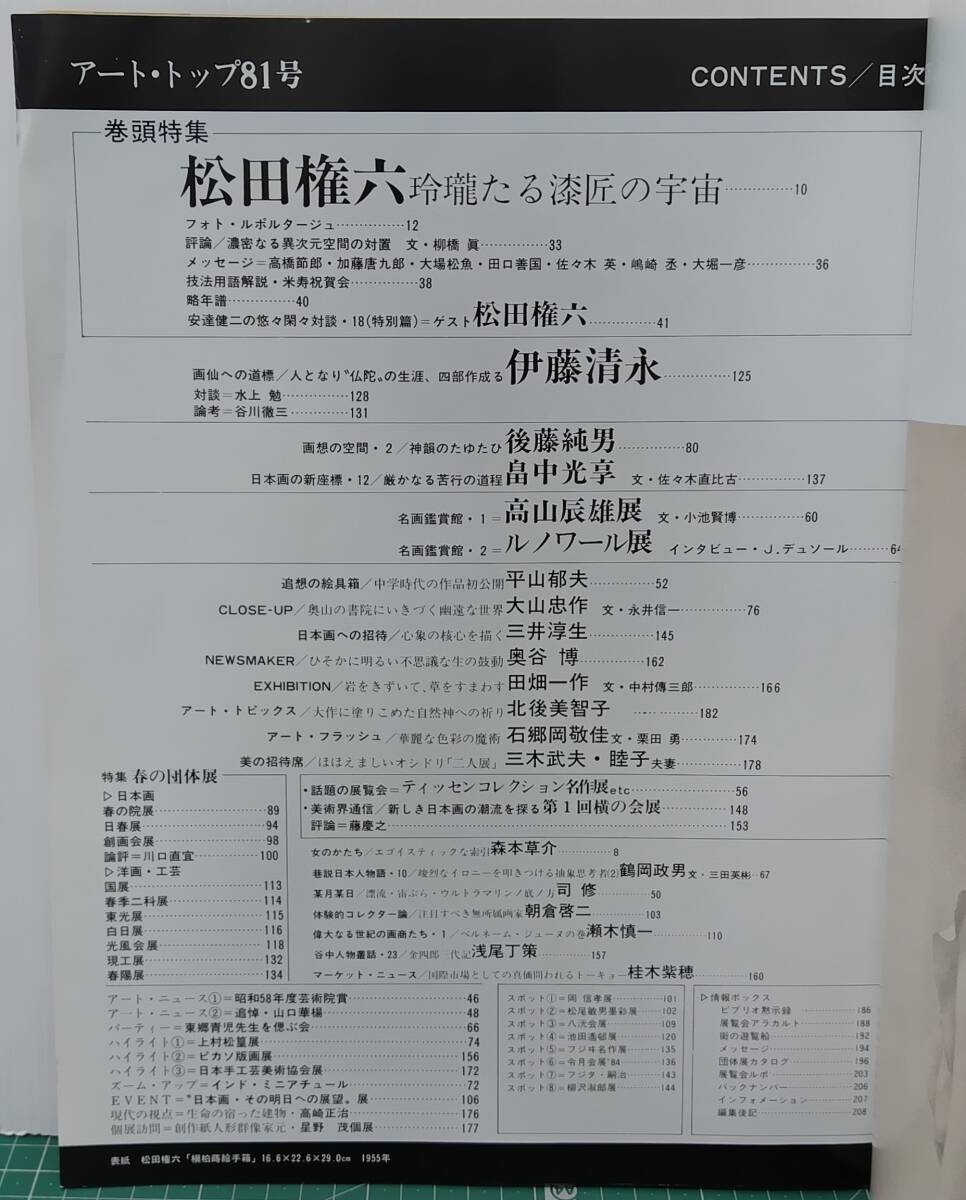 アート・トップ81号
CONTENTS／目次
巻頭特集
松田権六玲瓏たる漆匠の宇宙…………10
フォト・ルポルタージュ……………12
評論／濃密なる異次元空間の対置　文・柳橋 眞……………33
メッセージ＝高橋節郎・加藤唐九郎・大場松魚・田口善国・佐々木 英・嶋崎 丞・大堀一彦……………36
技法用語解説・米寿祝賀会……………38
略年譜……………40
安達健二の悠々閑々対談・18(特別篇)＝ゲスト松田権六……………41
画仙への道標／人となり〝仏陀〟の生涯、四部作成る伊藤清永……………125
対談＝水上 勉……………128
論考＝谷川徹三…………131
画想の空間・2／神韻のたゆたひ後藤純男……………80
日本画の新座標・12／厳かなる苦行の道程畠中光享　文・佐々木直比古……………137
名画鑑賞館・1＝高山辰雄展　文・小池賢博……………60
名画鑑賞館・2＝ルノワール展　インタビュー・J.デュソール………64
追想の絵具箱／中学時代の作品初公開平山郁夫……………52
CLOSE-UP／奥山の書院にいきづく幽遠な世界大山忠作　文・永井信一……………76
日本画への招待／心象の核心を描く三井淳生……………145
NEWSMAKER／ひそかに明るい不思議な生の鼓動奥谷 博……………162
EXHIBITION／岩をきずいて、草をすまわす田畑一作　文・中村傳三郎……………166
アート・トピックス／大作に塗りこめた自然神への祈り北後美智子……………182
アート・フラッシュ／華麗な色彩の魔術石郷岡敬佳 文・栗田 勇……………174
美の招待席／ほほえましいオシドリ「二人展」三木武夫・睦子夫妻……………178
特集 春の団体展
▷日本画
春の院展……………89
日春展……………94
創画会展……………98
論評＝川口直宜……………100
▷洋画・工芸
国展……………113
春季二科展……………114
東光展……………115
白日展……………116
光風会展……………118
現工展……………132
春陽展……………134
・話題の展覧会＝ティッセンコレクション名作展etc……………56
・美術界通信／新しき日本画の潮流を探る第1回横の会展……………148
評論＝藤慶之……………153
女のかたち／エゴイスティックな索引森本草介……………8
巷説日本人物語・10／峻烈なイロニーを叩きつける抽象思考者(2)鶴岡政男 文・三田英彬‥67
某月某日／漂流・宙ぶら・ウルトラマリンノ底ノ方司 修……………50
体験的コレクター論／注目すべき無所属画家朝倉啓二……………103
偉大なる世紀の画商たち・1／ベルネーム・ジューヌの巻瀬木慎一……………110
谷中人物叢話・23／金四郎三代記浅尾丁策……………157
マーケット・ニュース／国際市場としての真価問われるトーキョー桂木紫穂……………160
アート・ニュース①＝昭和58年度芸術院賞……………46
アート・ニュース②＝追悼・山口華楊……………48
パーティー＝東郷青児先生を偲ぶ会……………66
ハイライト①＝上村松篁展……………74
ハイライト②＝ピカソ版画展……………156
ハイライト③＝日本手工芸美術協会展……………172
ズーム・アップ＝インド・ミニアチュール……………72
EVENT＝〝日本画・その明日への展望〟展……………106
現代の視点＝生命の宿った建物・高崎正治……………176
個展訪問＝創作紙人形群像家元・星野 茂個展……………177
スポット①＝岡 信孝展……………101
スポット②＝松尾敏男墨彩展……………102
スポット③＝八洸会展……………109
スポット④＝池田遙邨展……………120
スポット⑤＝フジヰ名作展……………135
スポット⑥＝令月会展'84……………136
スポット⑦＝フジタ・嗣治……………143
スポット⑧＝柳沢淑郎展……………144
▷情報ボックス
ビブリオ黙示録……………186
展覧会アラカルト……………188
街の遊覧船……………192
メッセージ……………194
団体展カタログ……………196
展覧会ルポ……………203
バックナンバー……………206
インフォメーション……………207
編集後記……………208
表紙　松田権六「槇柏蒔絵手箱」16.6×22.6×29.0cm　1955年